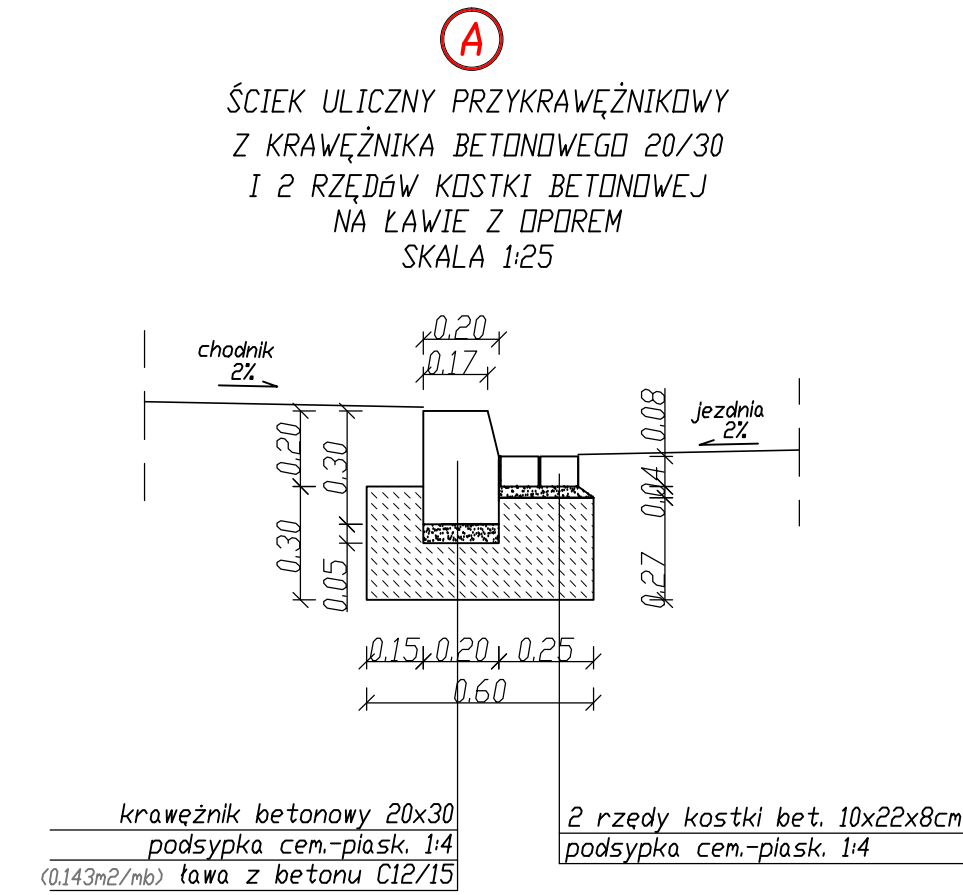 A
ŚCIEK ULICZNY PRZYKRAWĘŻNIKOWY
Z KRAWĘŻNIKA BETONOWEGO 20/30
I 2 RZĘDóW KOSTKI BETONOWEJ
NA ŁAWIE Z OPOREM
SKALA 1:25
0.20
0.17
chodnik
2%
jezdnia
2%
0.20
0.30
0.30
0.05
0.08
0.04
0.27
0.15
0.20
0.25
0.60
krawężnik betonowy 20x30
podsypka cem.-piask. 1:4
(0.143m2/mb) ława z betonu C12/15
2 rzędy kostki bet. 10x22x8cm
podsypka cem.-piask. 1:4